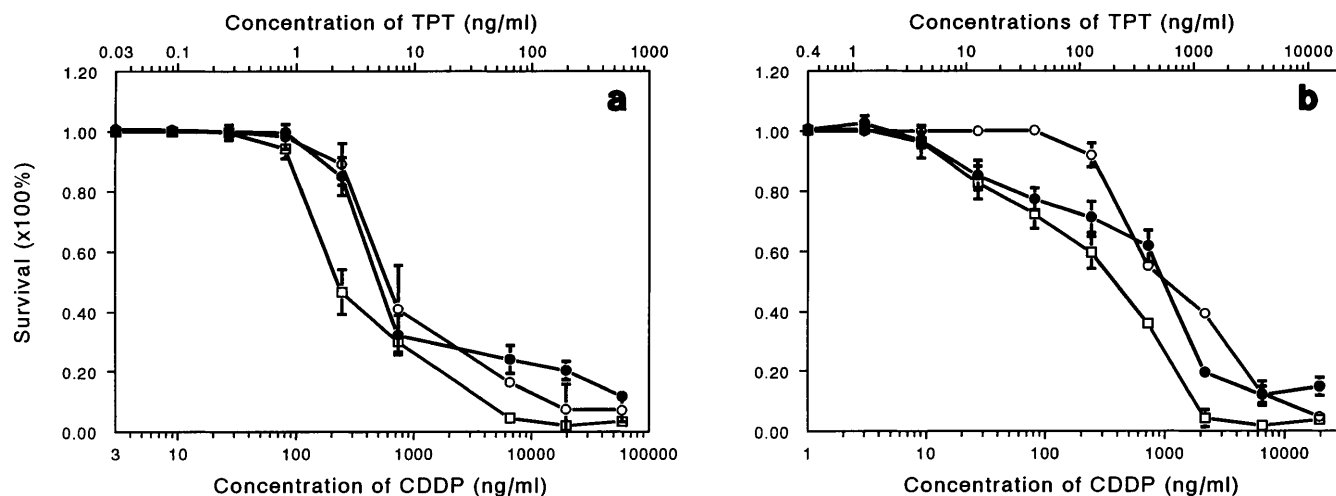 Concentration of TPT (ng/ml)
0.03 0.1 1 10 100 1000
1.20
1.00
0.80
0.60
0.40
0.20
0.00
Survival (x100%)
a
3 10 100 1000 10000 100000
Concentration of CDDP (ng/ml)
Concentrations of TPT (ng/ml)
0.4 1 10 100 1000 10000
1.20
1.00
0.80
0.60
0.40
0.20
0.00
b
1 10 100 1000 10000
Concentration of CDDP (ng/ml)